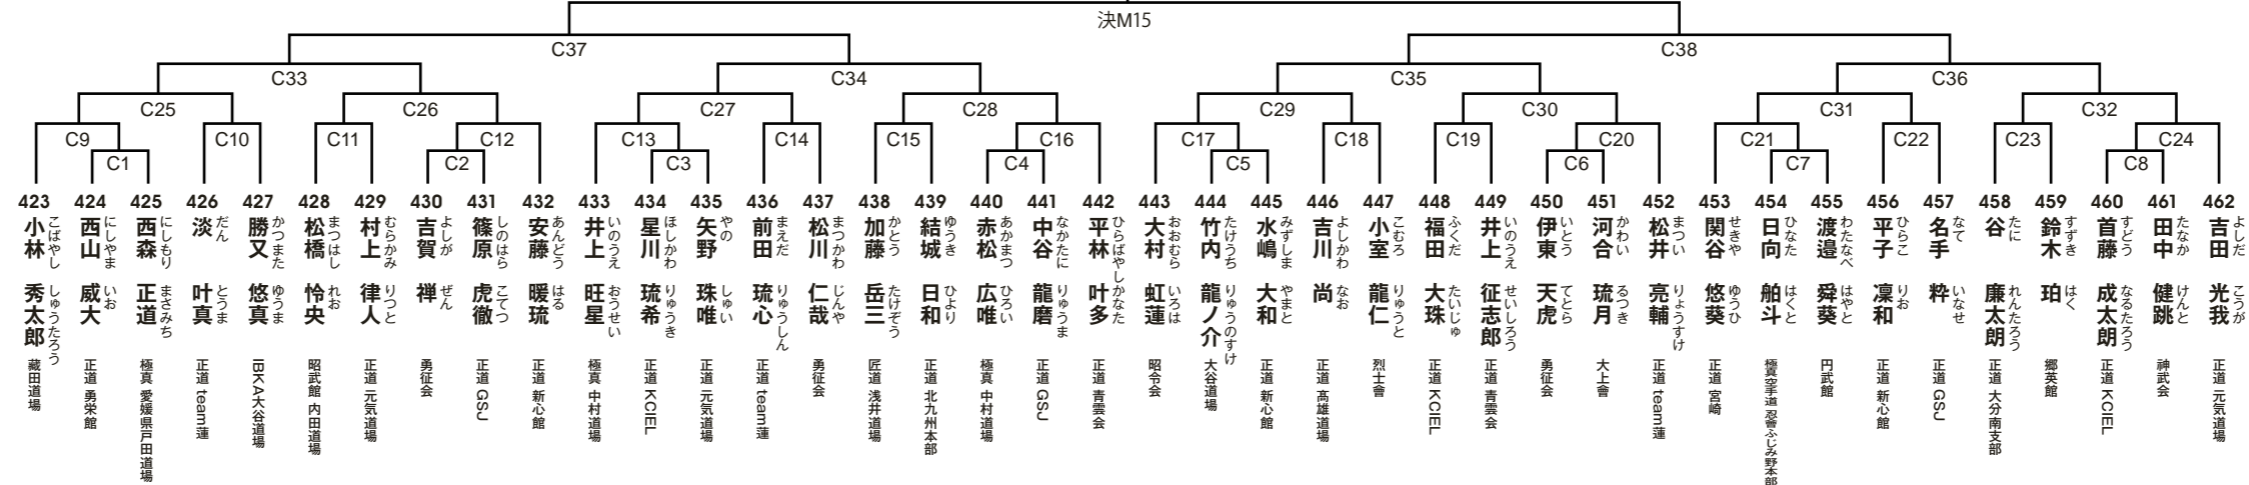 決M15
C37
C38
C33
C34
C35
C36
C25
C26
C27
C28
C29
C30
C31
C32
C9
C10
C11
C12
C13
C14
C15
C16
C17
C18
C19
C20
C21
C22
C23
C24
C1
C2
C3
C4
C5
C6
C7
C8
423
小林 秀太郎
こばやし しゅうたろう
蔵田道場
424
西山 威大
にしやま いお
正道 勇栄館
425
西森 正道
にしもり まさみち
極真 愛媛県戸田道場
426
淡 叶真
だん とうま
正道 team蓮
427
勝又 悠真
かつまた ゆうま
IBKA大谷道場
428
松橋 怜央
まつはし れお
昭武館 内田道場
429
村上 律人
むらかみ りつと
正道 元気道場
430
吉賀 禅
よしが ぜん
勇征会
431
篠原 虎徹
しのはら こてつ
正道 GSJ
432
安藤 暖琉
あんどう はる
正道 新心館
433
井上 旺星
いのうえ おうせい
極真 中村道場
434
星川 琉希
ほしかわ りゅうき
正道 KCIEL
435
矢野 珠唯
やの しゅい
正道 元気道場
436
前田 琉心
まえだ りゅうしん
正道 team蓮
437
松川 仁哉
まつかわ じんや
勇征会
438
加藤 岳三
かとう たけぞう
匠道 浅井道場
439
結城 日和
ゆうき ひより
正道 北九州本部
440
赤松 広唯
あかまつ ひろい
極真 中村道場
441
中谷 龍磨
なかたに りゅうま
正道 GSJ
442
平林 叶多
ひらばやし かなた
正道 青雲会
443
大村 虹蓮
おおむら いろは
昭令会
444
竹内 龍ノ介
たけうち りゅうのすけ
大谷道場
445
水嶋 大和
みずしま やまと
正道 新心館
446
吉川 尚
よしかわ なお
正道 髙雄道場
447
小室 龍仁
こむろ りゅうと
烈士會
448
福田 大珠
ふくだ たいじゅ
正道 KCIEL
449
井上 征志郎
いのうえ せいしろう
正道 青雲会
450
伊東 天虎
いとう てとら
勇征会
451
河合 琉月
かわい るつき
大上會
452
松井 亮輔
まつい りょうすけ
正道 team蓮
453
関谷 悠葵
せきや ゆうひ
正道 宮崎
454
日向 舶斗
ひなた はくと
極真空手道 忍會ふじみ野本部
455
渡邉 舜葵
わたなべ はやと
円武館
456
平子 凜和
ひらこ りお
正道 新心館
457
名手 粋
なて いなせ
正道 GSJ
458
谷 廉太朗
たに れんたろう
正道 大分南支部
459
鈴木 珀
すずき はく
郷英館
460
首藤 成太朗
すどう なるたろう
正道 KCIEL
461
田中 健跳
たなか けんと
神武会
462
吉田 光我
よしだ こうが
正道 元気道場